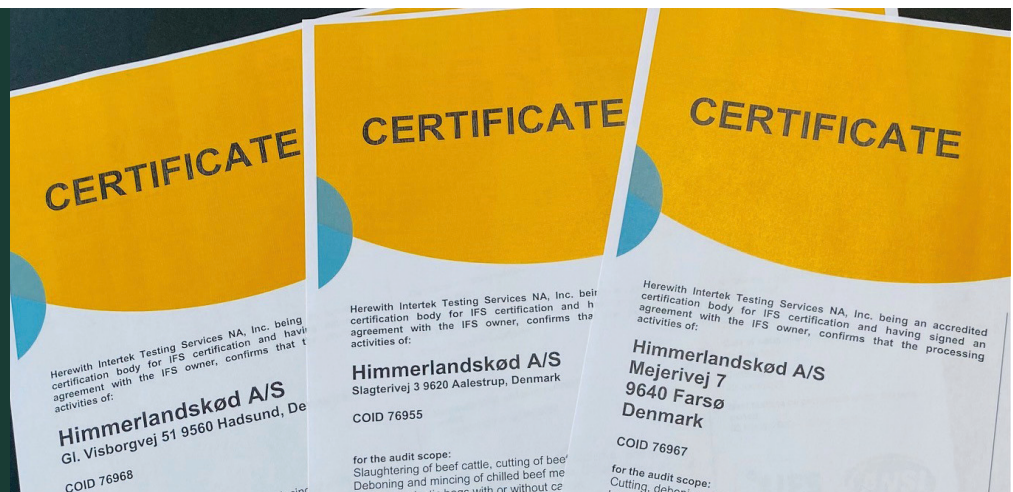 CERTIFICATE
Herewith Intertek Testing Services NA, Inc. being
certification body for IFS certification and
agreement with the IFS owner, confirms that
activities of:
Himmerlandskød A/S
Gl. Visborgvej 51 9560 Hadsund,
COID 76968
CERTIFICATE
Herewith Intertek Testing Services NA, Inc.
certification body for IFS certification and
agreement with the IFS owner, confirms
activities of:
Himmerlandskød A/S
Slagterivej 3 9620 Aalestrup, Denmark
COID 76955
for the audit scope:
Slaughtering of beef cattle, cutting of
Deboning and mincing of chilled beef
bags with or without
CERTIFICATE
Herewith Intertek Testing Services NA, Inc. being an accredited
certification body for IFS certification and having signed an
agreement with the IFS owner, confirms that the processing
activities of:
Himmerlandskød A/S
Mejerivej 7
9640 Farsø
Denmark
COID 76967
for the audit scope:
Cutting,